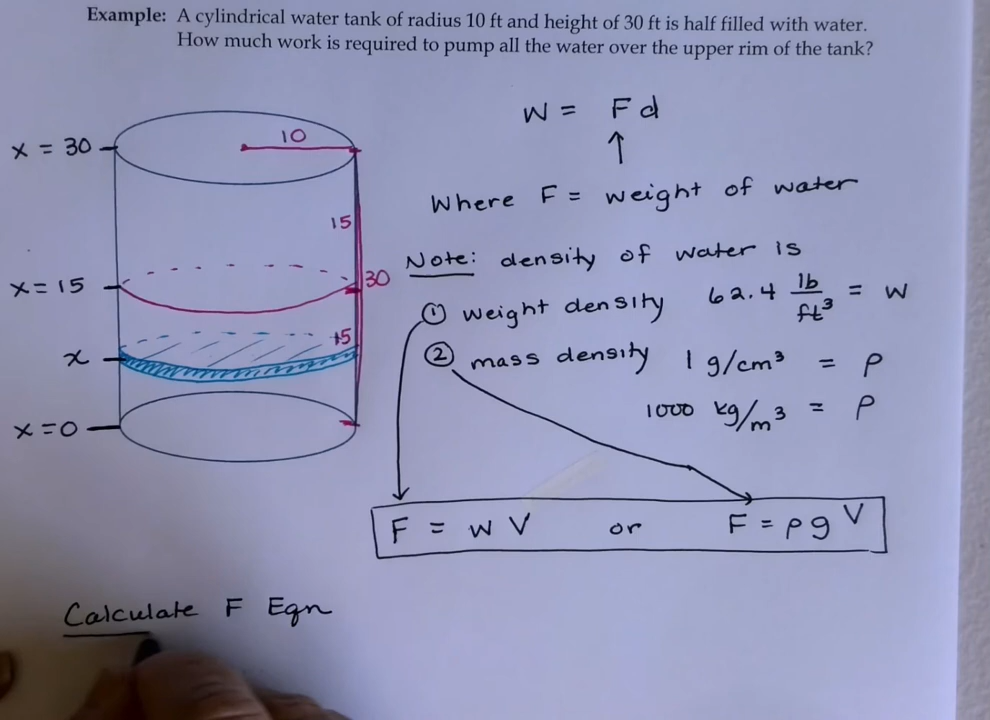 Example: A cylindrical water tank of radius 10 ft and height of 30 ft is half filled with water.
How much work is required to pump all the water over the upper rim of the tank?
W = Fd
↑
Where F = weight of water
Note: density of water is
① weight density 62.4 lb/ft³ = w
② mass density 1 g/cm³ = ρ
1000 kg/m³ = ρ
F = wV or F = ρgV
x = 30
10
15
x = 15
30
15
x
x = 0
Calculate F Eqn